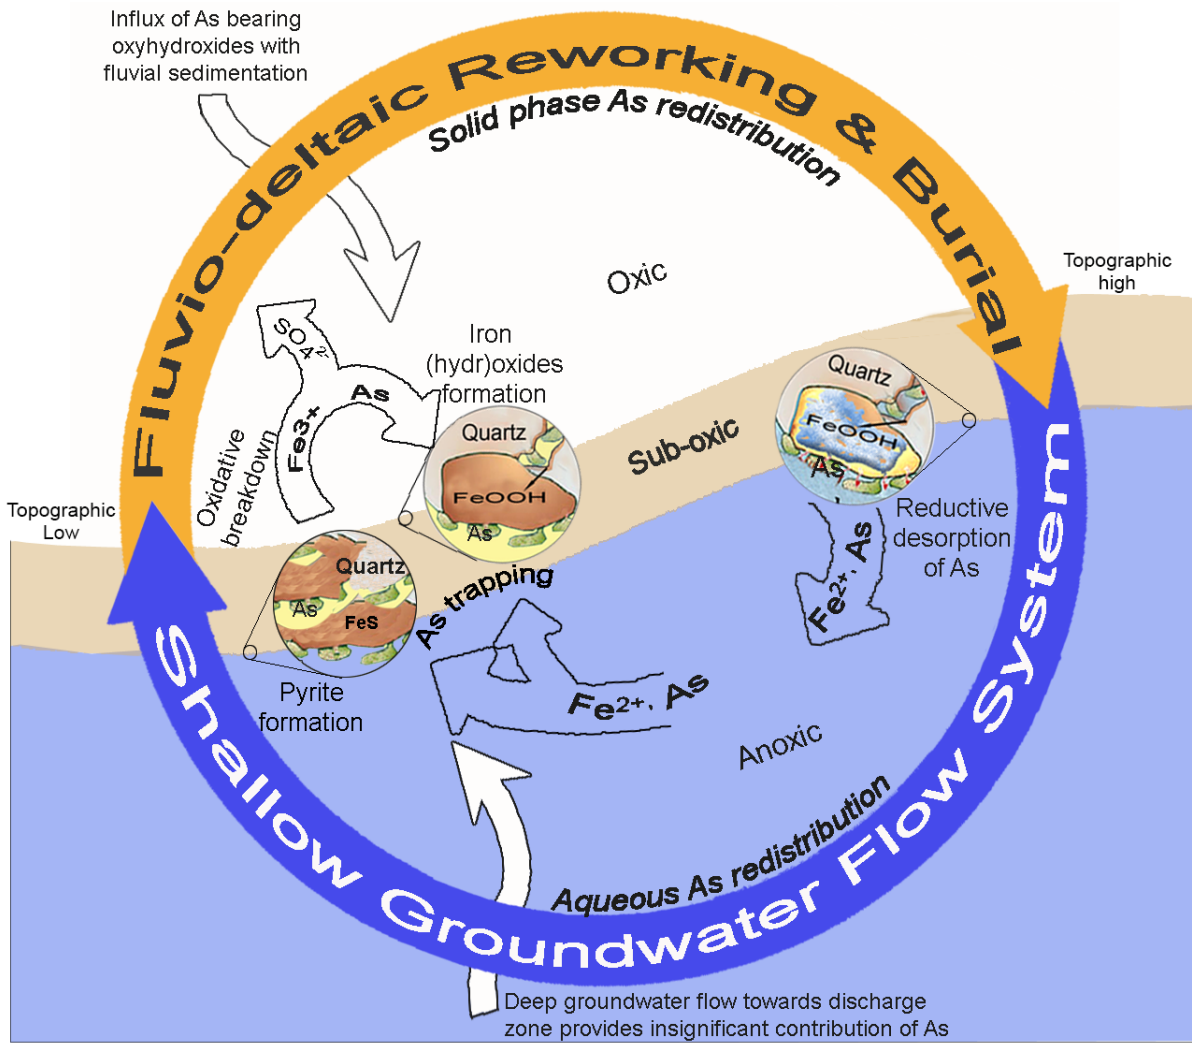 Influx of As bearing
oxyhydroxides with
fluvial sedimentation
Fluvio-deltaic Reworking & Burial
Solid phase As redistribution
Oxic
Topographic
high
SO4²⁻
As
Fe3+
Oxidative
breakdown
Iron
(hydr)oxides
formation
Quartz
FeOOH
As
Sub-oxic
Quartz
FeOOH
As
Reductive
desorption
of As
Topographic
Low
Quartz
As
FeS
Pyrite
formation
As trapping
Fe²⁺, As
Fe²⁺, As
Anoxic
Aqueous As redistribution
Shallow Groundwater Flow System
Deep groundwater flow towards discharge
zone provides insignificant contribution of As